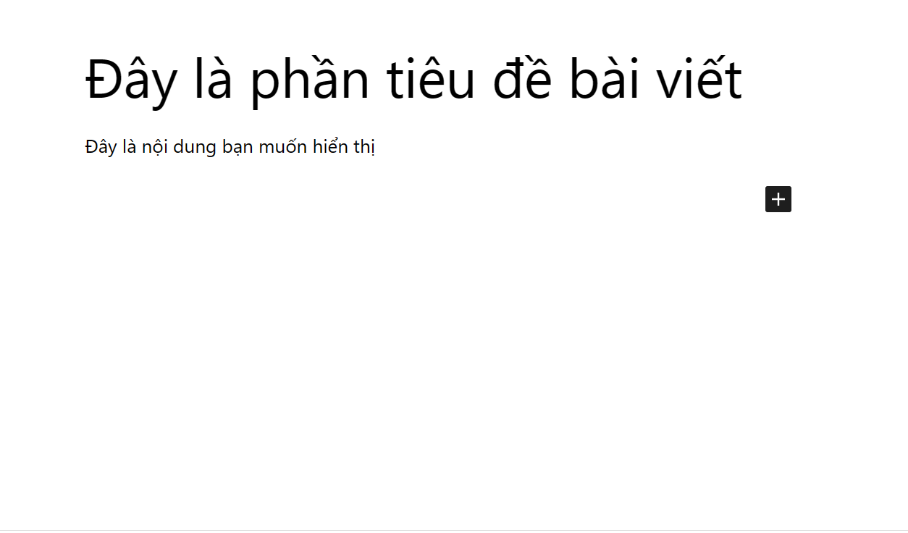 Đây là phần tiêu đề bài viết
Đây là nội dung bạn muốn hiển thị